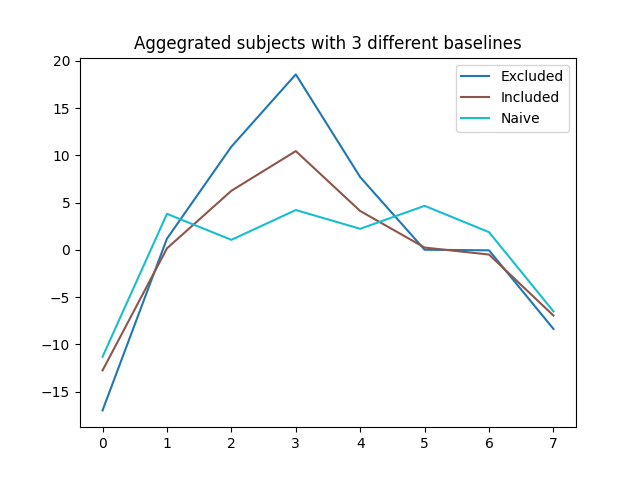 Aggegrated subjects with 3 different baselines
20
15
10
5
0
−5
−10
−15
Excluded
Included
Naive
0 1 2 3 4 5 6 7